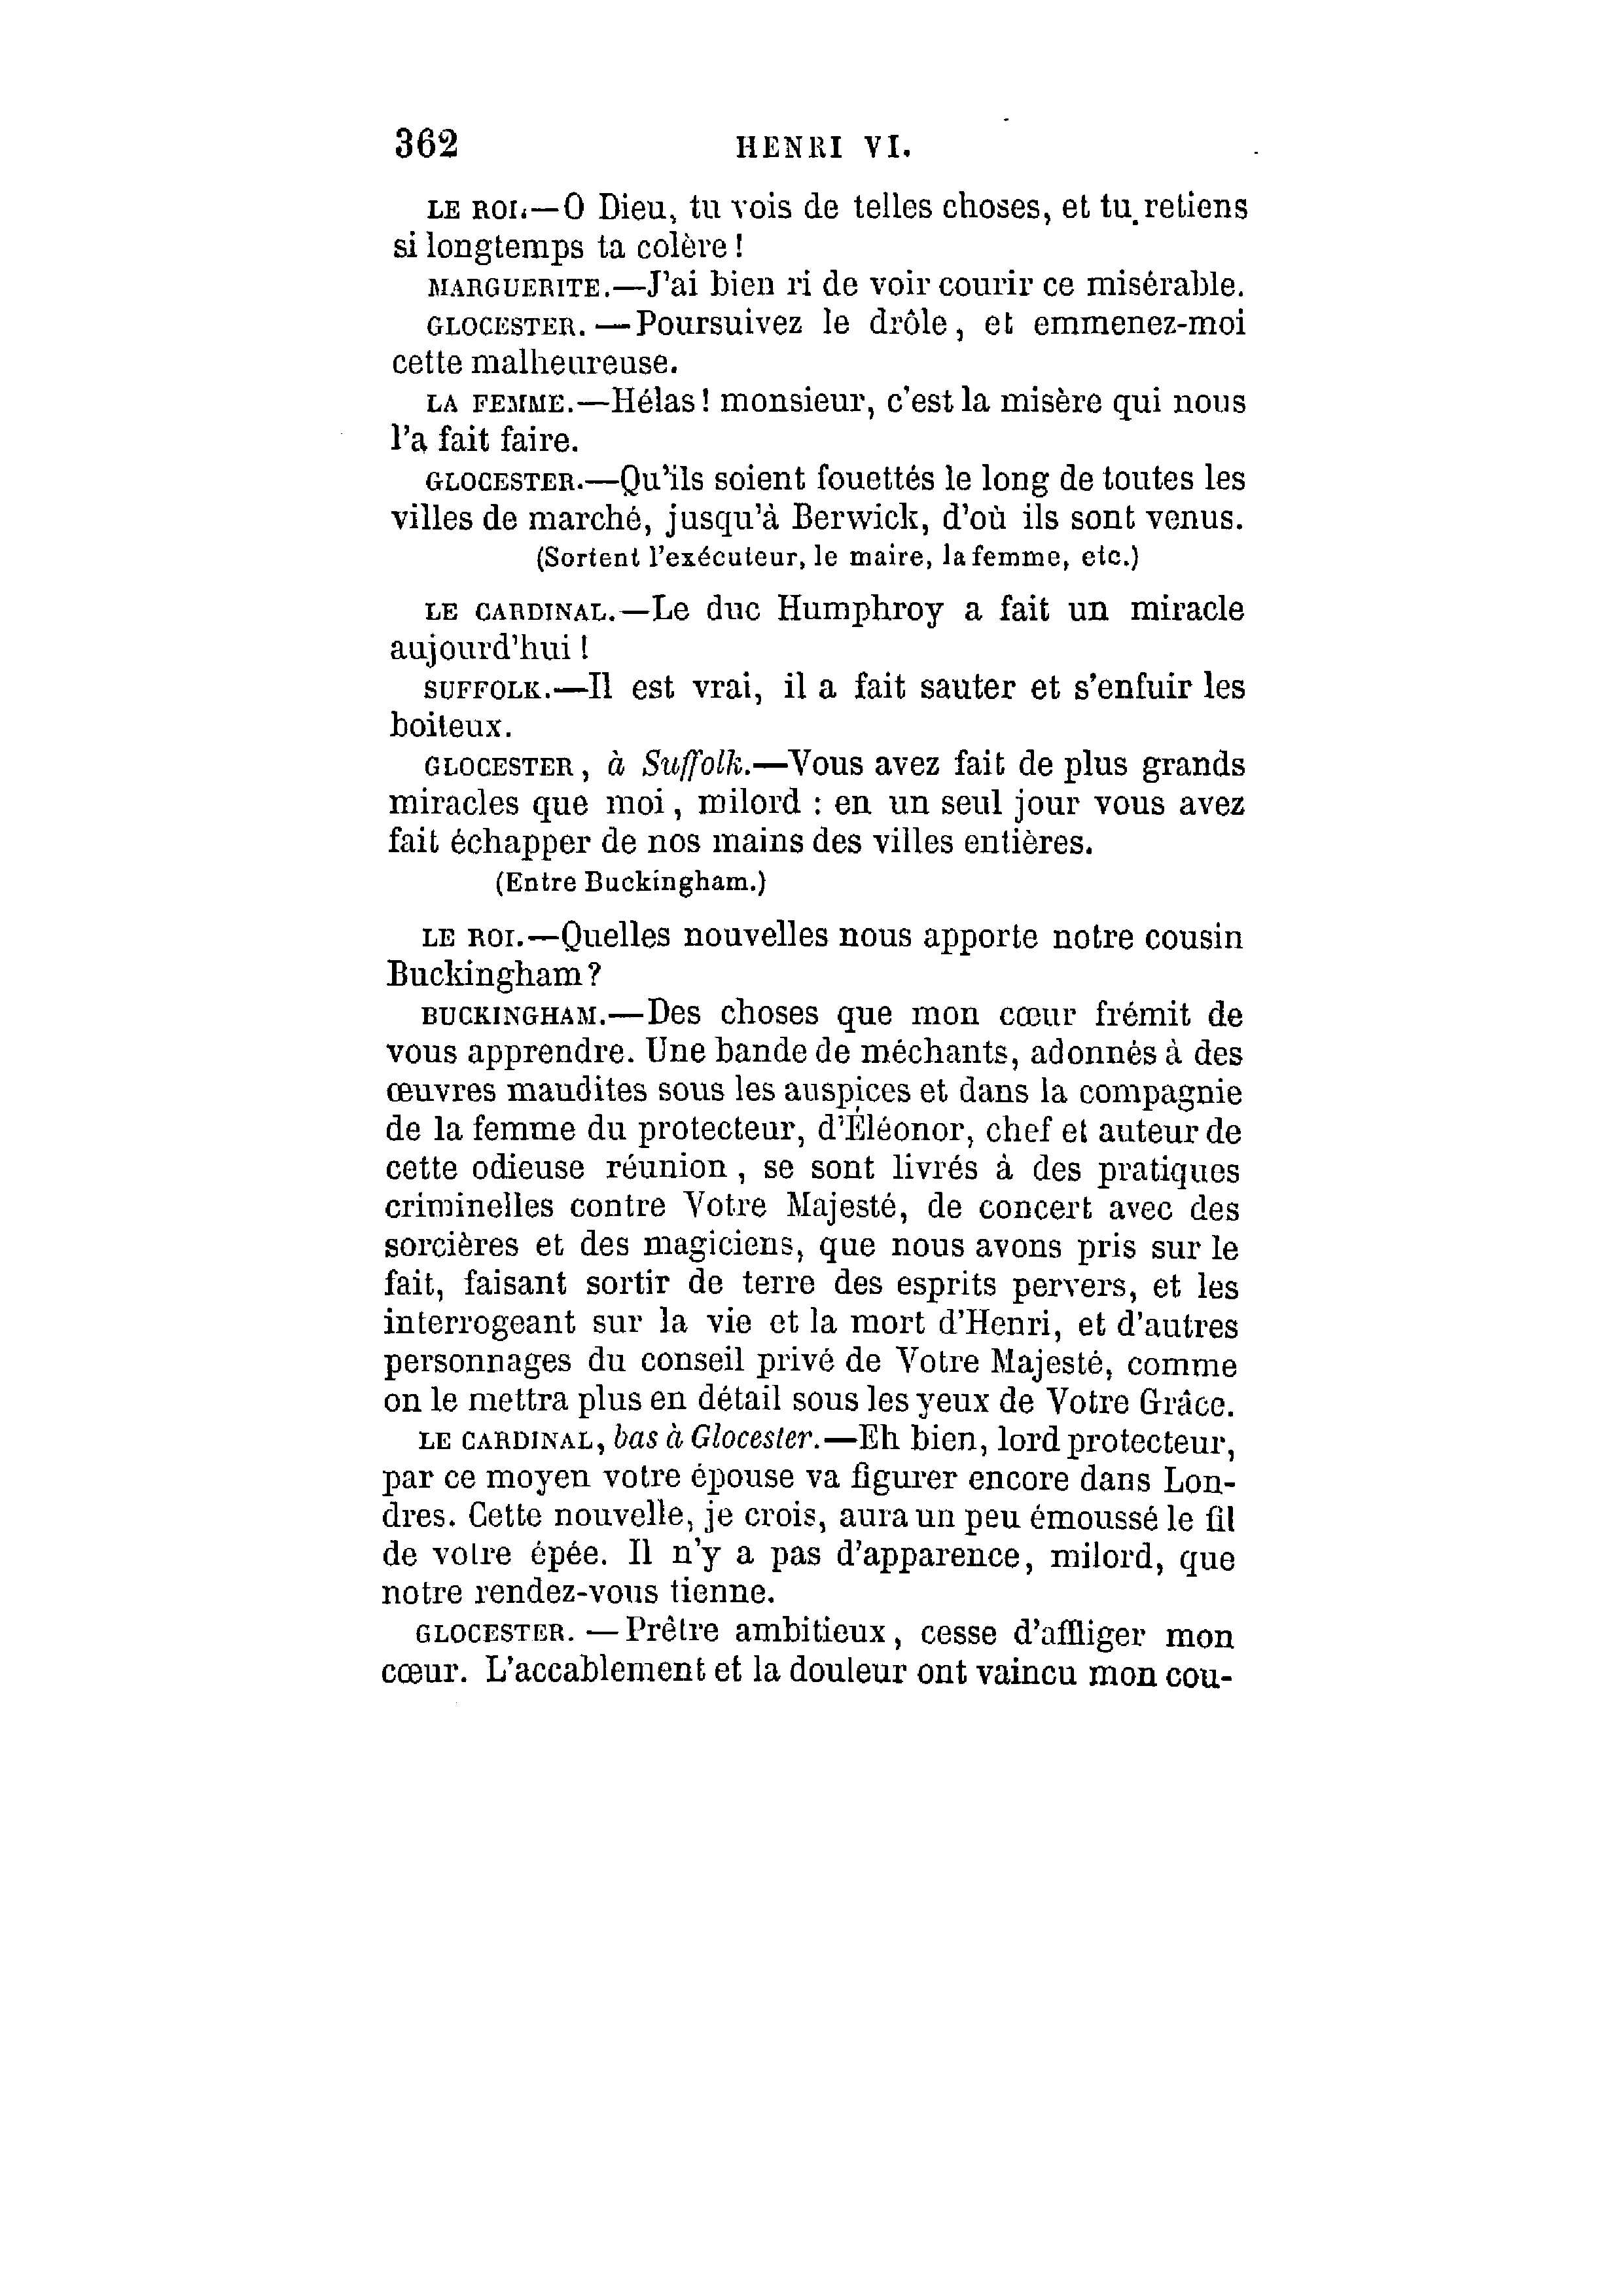 362 HENRI VI.
LE ROI.—O Dieu, tu vois de telles choses, et tu retiens
si longtemps ta colère !
MARGUERITE.—J'ai bien ri de voir courir ce misérable.
GLOCESTER. —Poursuivez le drôle, et emmenez-moi
cette malheureuse.
LA FEMME.—Hélas ! monsieur, c'est la misère qui nous
l'a fait faire.
GLOCESTER.—Qu'ils soient fouettés le long de toutes les
villes de marché, jusqu'à Berwick, d'où ils sont venus.
(Sortent l'exécuteur, le maire, la femme, etc.)
LE CARDINAL.—Le duc Humphroy a fait un miracle
aujourd'hui !
SUFFOLK.—Il est vrai, il a fait sauter et s'enfuir les
boiteux.
GLOCESTER, à Suffolk.—Vous avez fait de plus grands
miracles que moi, milord : en un seul jour vous avez
fait échapper de nos mains des villes entières.
(Entre Buckingham.)
LE ROI.—Quelles nouvelles nous apporte notre cousin
Buckingham ?
BUCKINGHAM.—Des choses que mon cœur frémit de
vous apprendre. Une bande de méchants, adonnés à des
œuvres maudites sous les auspices et dans la compagnie
de la femme du protecteur, d'Éléonor, chef et auteur de
cette odieuse réunion, se sont livrés à des pratiques
criminelles contre Votre Majesté, de concert avec des
sorcières et des magiciens, que nous avons pris sur le
fait, faisant sortir de terre des esprits pervers, et les
interrogeant sur la vie et la mort d'Henri, et d'autres
personnages du conseil privé de Votre Majesté, comme
on le mettra plus en détail sous les yeux de Votre Grâce.
LE CARDINAL, bas à Glocester.—Eh bien, lord protecteur,
par ce moyen votre épouse va figurer encore dans Lon-
dres. Cette nouvelle, je crois, aura un peu émoussé le fil
de votre épée. Il n'y a pas d'apparence, milord, que
notre rendez-vous tienne.
GLOCESTER. —Prêtre ambitieux, cesse d'affliger mon
cœur. L'accablement et la douleur ont vaincu mon cou-